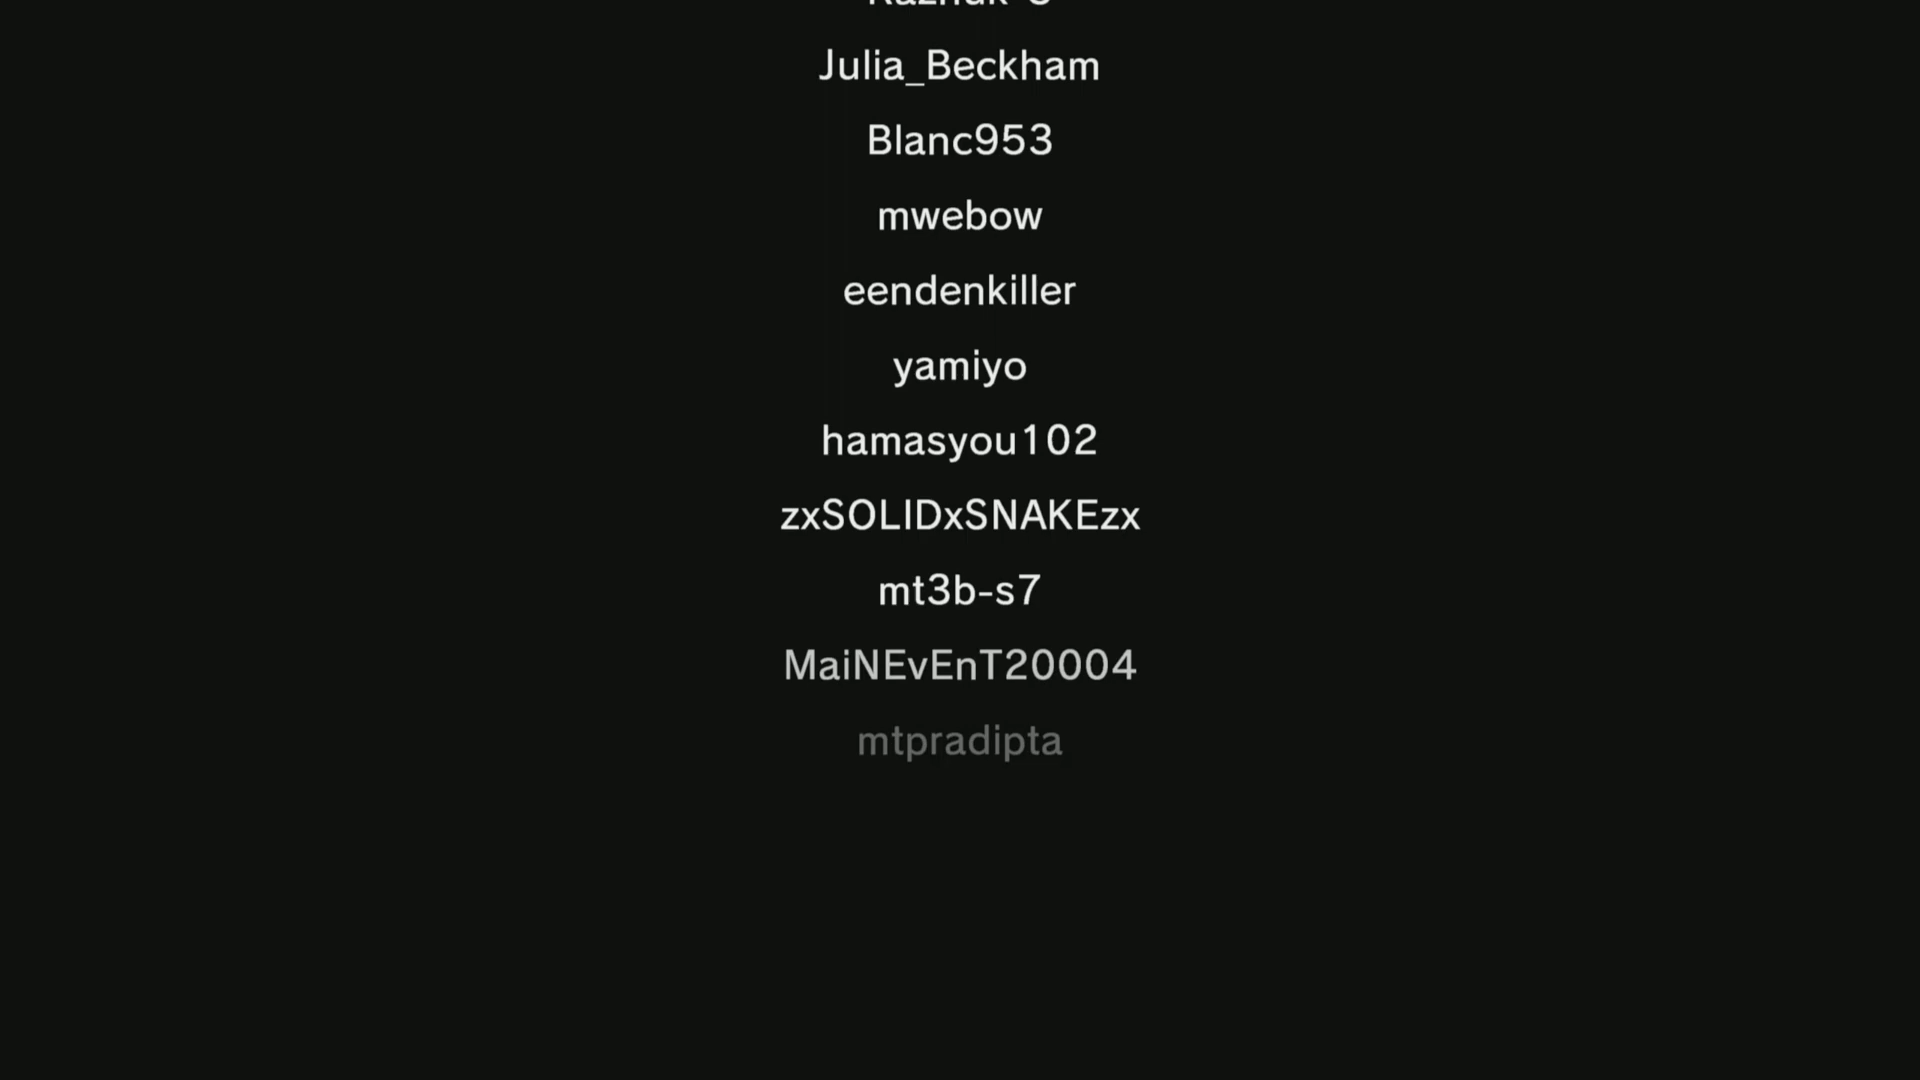 Julia_Beckham
Blanc953
mwebow
eendenkiller
yamiyo
hamasyou102
zxSOLIDxSNAKEzx
mt3b-s7
MaiNEvEnT20004
mtpradipta